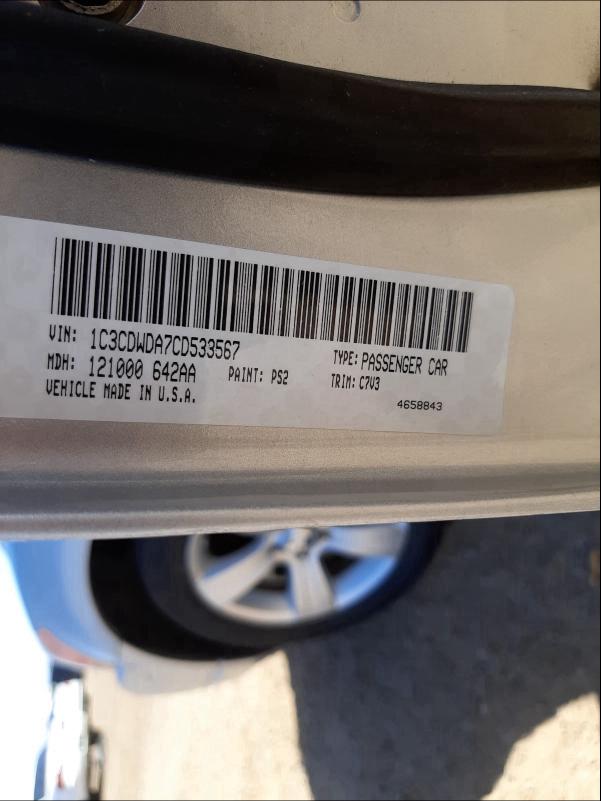 VIN: 1C3CDWDA7CD533567
TYPE: PASSENGER CAR
MDH: 121000 642AA PAINT: PS2 TRIM: C7V3
VEHICLE MADE IN U.S.A.
4658843